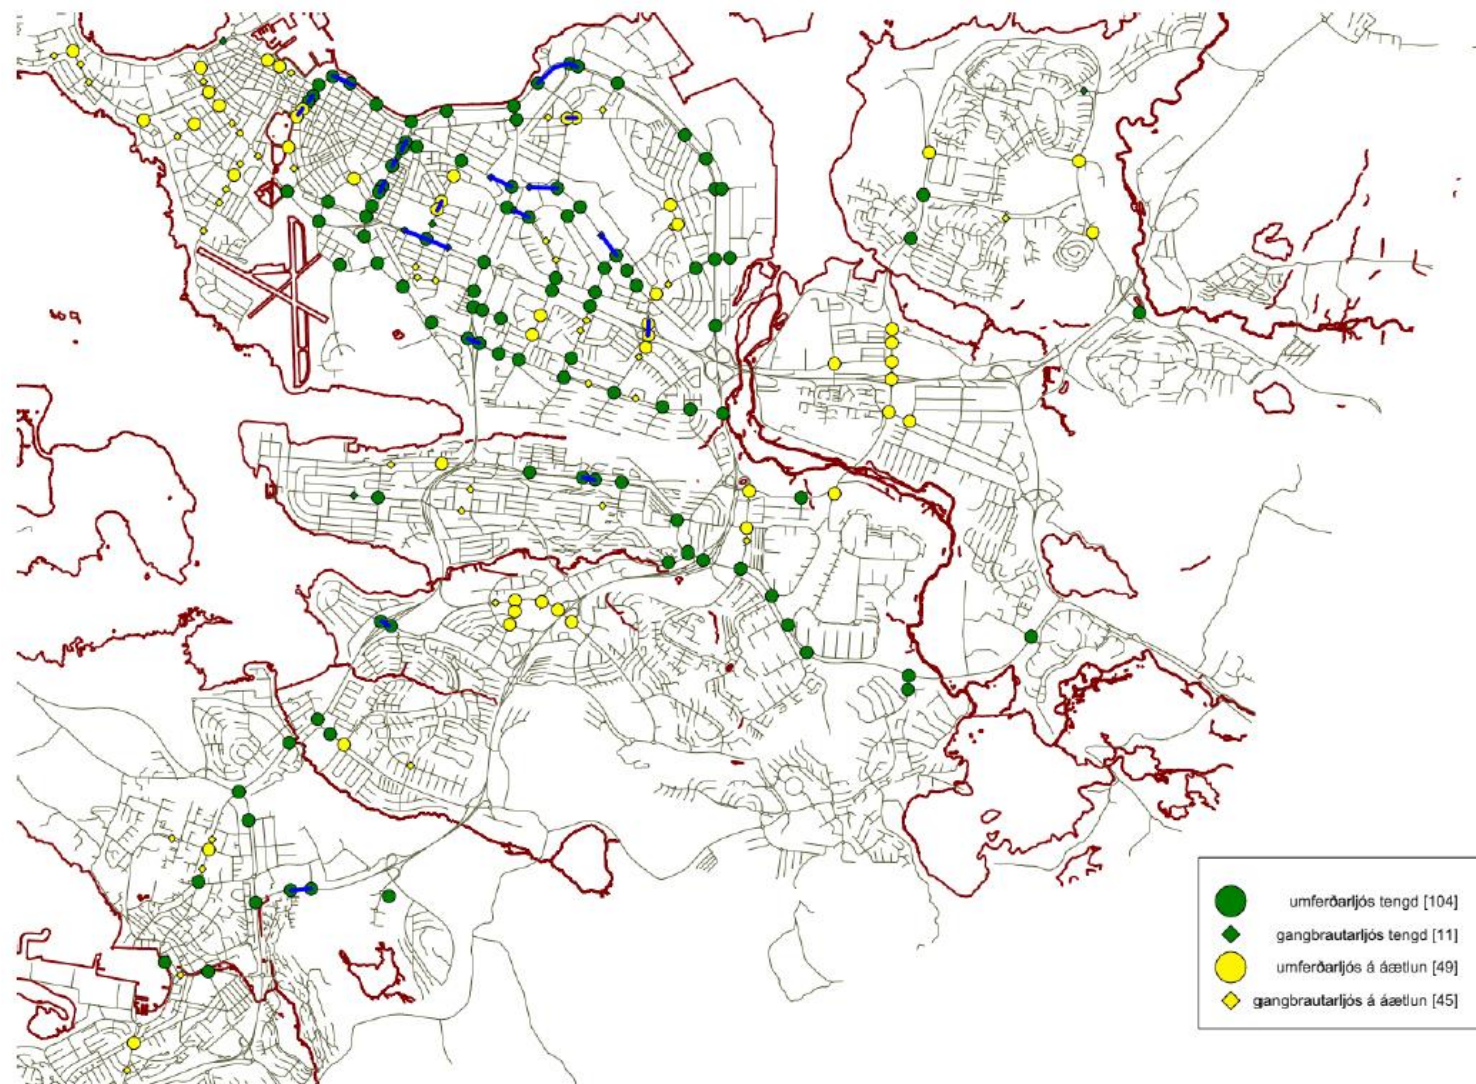 umferðarljós tengd [104]
gangbrautarljós tengd [11]
umferðarljós á áætlun [49]
gangbrautarljós á áætlun [45]